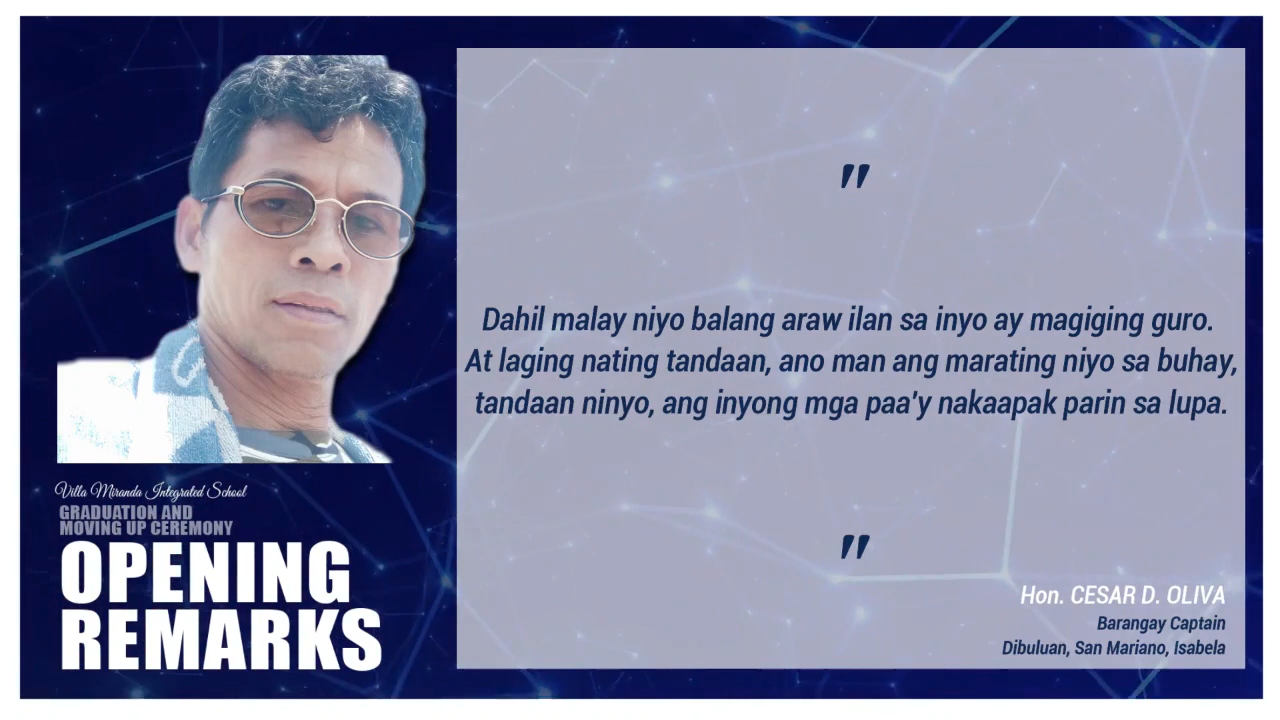 Villa Miranda Integrated School
GRADUATION AND
MOVING UP CEREMONY
OPENING
REMARKS
"
Dahil malay niyo balang araw ilan sa inyo ay magiging guro.
At laging nating tandaan, ano man ang marating niyo sa buhay,
tandaan ninyo, ang inyong mga paa'y nakaapak parin sa lupa.
"
Hon. CESAR D. OLIVA
Barangay Captain
Dibuluan, San Mariano, Isabela